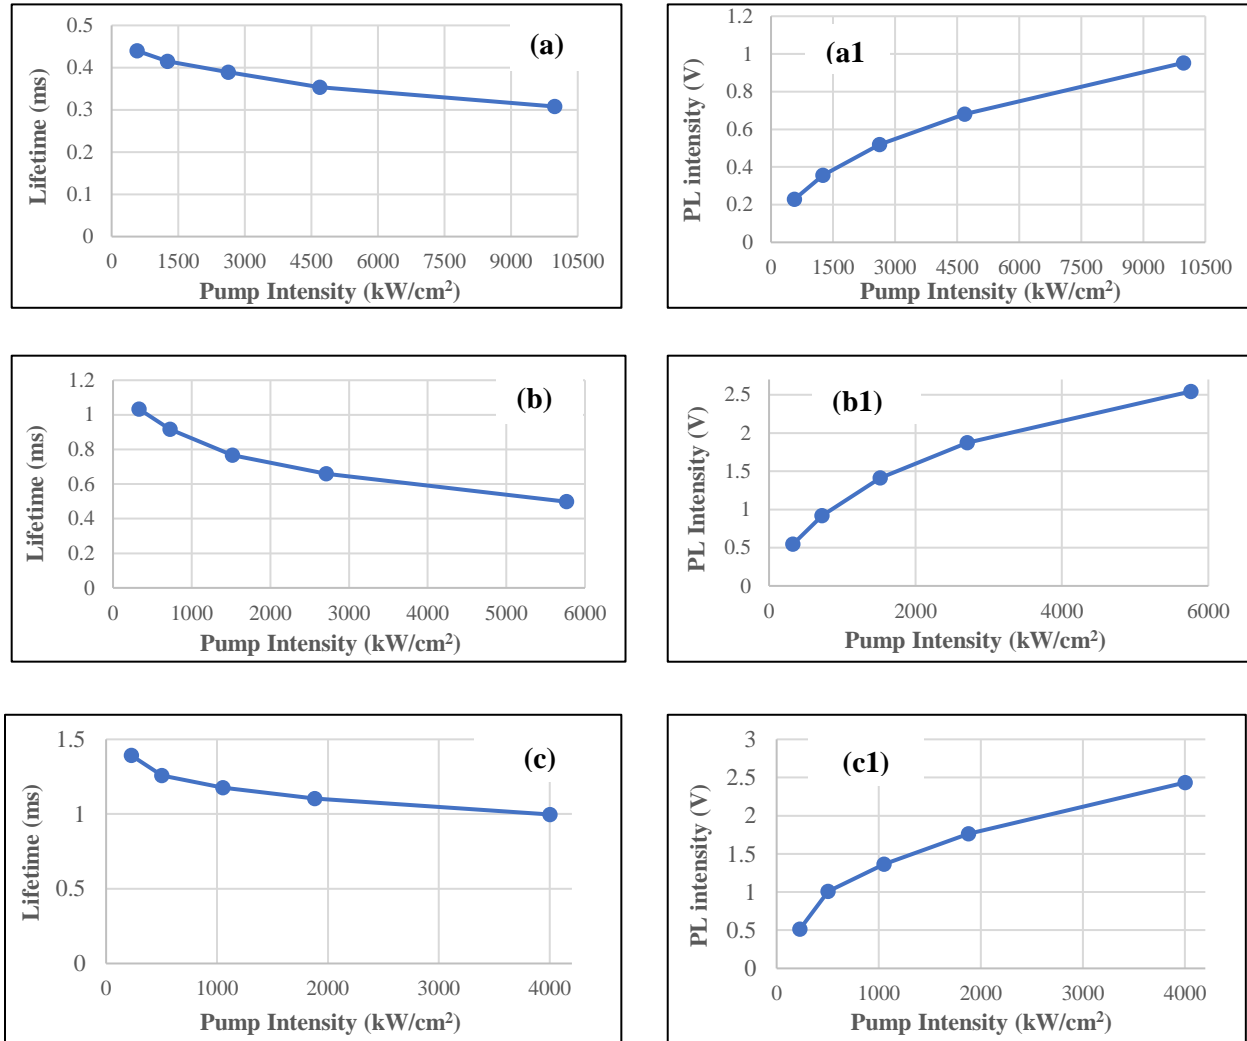 0.5
0.4
0.3
0.2
0.1
0
Lifetime (ms)
(a)
0 1500 3000 4500 6000 7500 9000 10500
Pump Intensity (kW/cm²)
1.2
1
0.8
0.6
0.4
0.2
0
PL intensity (V)
(a1
0 1500 3000 4500 6000 7500 9000 10500
Pump Intensity (kW/cm²)
1.2
1
0.8
0.6
0.4
0.2
0
Lifetime (ms)
(b)
0 1000 2000 3000 4000 5000 6000
Pump Intensity (kW/cm²)
2.5
2
1.5
1
0.5
0
PL Intensity (V)
(b1)
0 2000 4000 6000
Pump Intensity (kW/cm²)
1.5
1
0.5
0
Lifetime (ms)
(c)
0 1000 2000 3000 4000
Pump Intensity (kW/cm²)
3
2.5
2
1.5
1
0.5
0
PL intensity (V)
(c1)
0 1000 2000 3000 4000
Pump Intensity (kW/cm²)